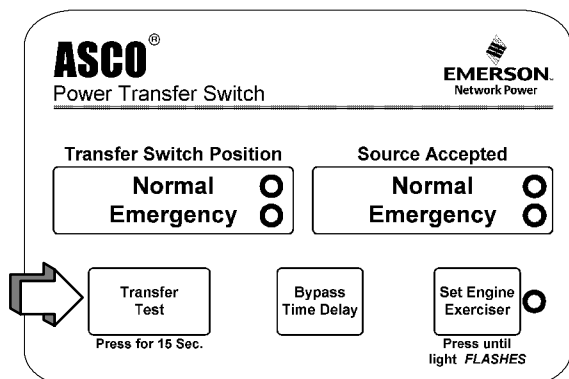 ASCO®
Power Transfer Switch
EMERSON™
Network Power
Transfer Switch Position
Normal
Emergency
Source Accepted
Normal
Emergency
Transfer
Test
Press for 15 Sec.
Bypass
Time Delay
Set Engine
Exerciser
Press until
light FLASHES